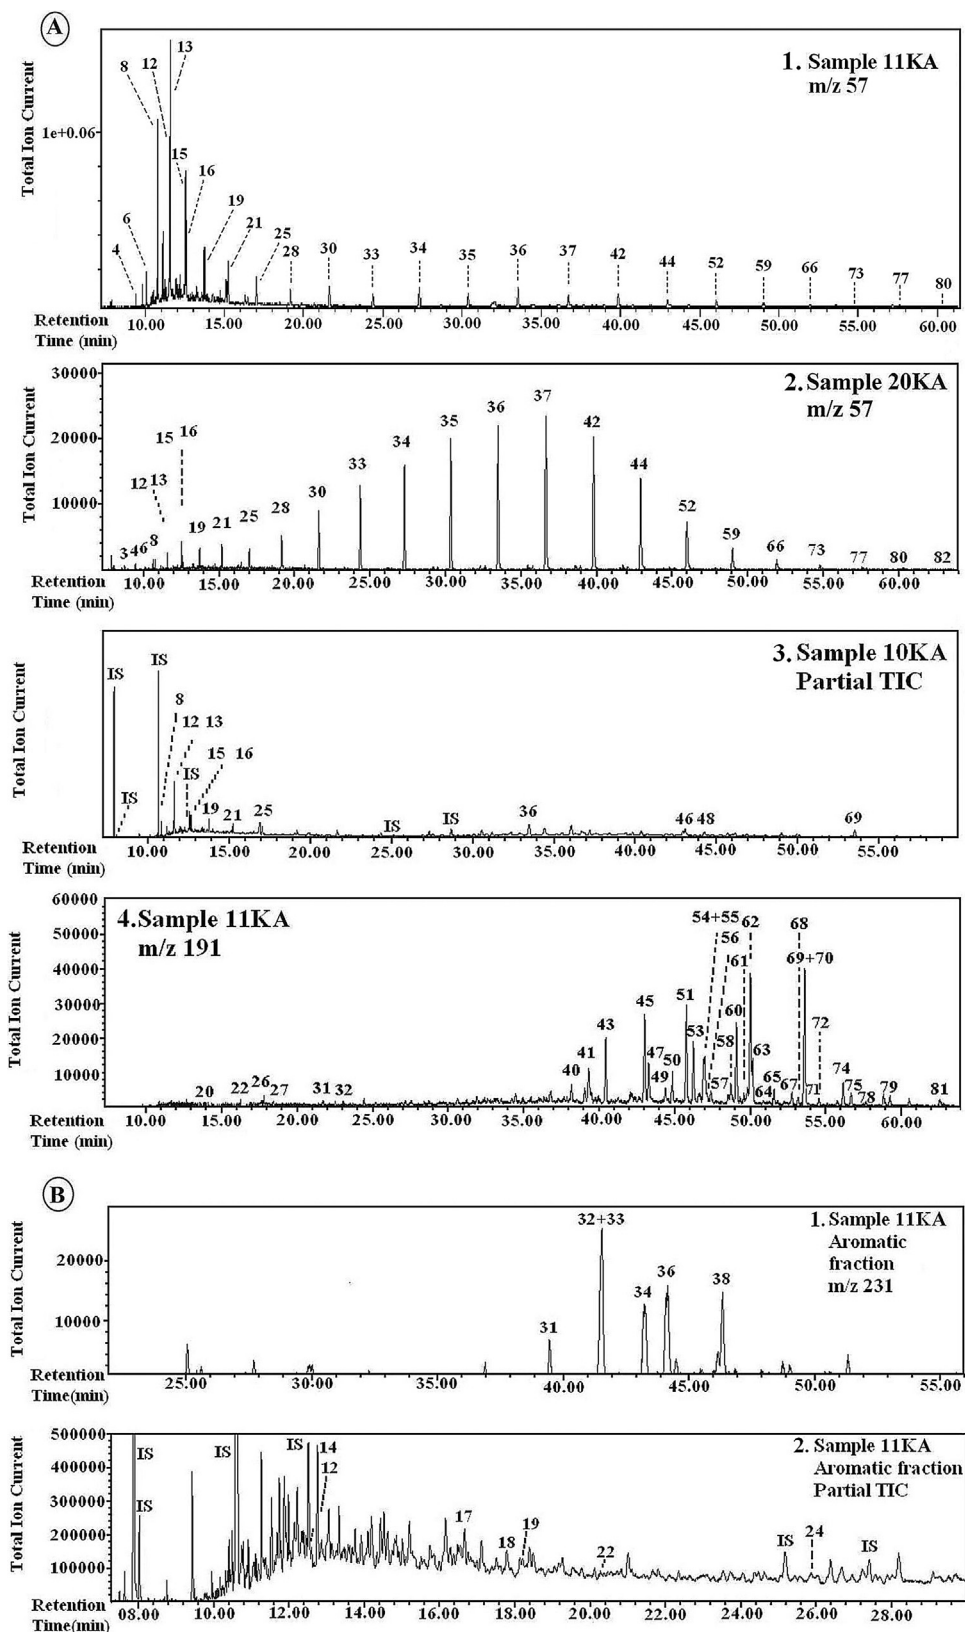 A
1. Sample 11KA
m/z 57
Total Ion Current
1e+0.06
4 6 8 12 13 15 16 19 21 25 28 30 33 34 35 36 37 42 44 52 59 66 73 77 80
Retention
Time (min)
10.00 15.00 20.00 25.00 30.00 35.00 40.00 45.00 50.00 55.00 60.00
2. Sample 20KA
m/z 57
Total Ion Current
30000
20000
10000
3 4 6 8 12 13 15 16 19 21 25 28 30 33 34 35 36 37 42 44 52 59 66 73 77 80 82
Retention
Time (min)
10.00 15.00 20.00 25.00 30.00 35.00 40.00 45.00 50.00 55.00 60.00
3. Sample 10KA
Partial TIC
Total Ion Current
IS IS IS 8 12 13 IS 15 16 19 21 25 IS IS 36 46 48 69
Retention
Time (min)
10.00 15.00 20.00 25.00 30.00 35.00 40.00 45.00 50.00 55.00
4. Sample 11KA
m/z 191
Total Ion Current
60000
50000
40000
30000
20000
10000
20 22 26 27 31 32 40 41 43 45 47 49 50 51 53 54+55 56 57 58 60 61 62 63 64 65 67 68 69+70 71 72 74 75 78 79 81
Retention
Time (min)
10.00 15.00 20.00 25.00 30.00 35.00 40.00 45.00 50.00 55.00 60.00
B
1. Sample 11KA
Aromatic
fraction
m/z 231
Total Ion Current
20000
10000
31 32+33 34 36 38
Retention
Time(min)
25.00 30.00 35.00 40.00 45.00 50.00 55.00
2. Sample 11KA
Aromatic fraction
Partial TIC
Total Ion Current
500000
400000
300000
200000
100000
IS IS IS IS 14 12 17 18 19 22 IS 24 IS
Retention
Time(min)
8.00 10.00 12.00 14.00 16.00 18.00 20.00 22.00 24.00 26.00 28.00